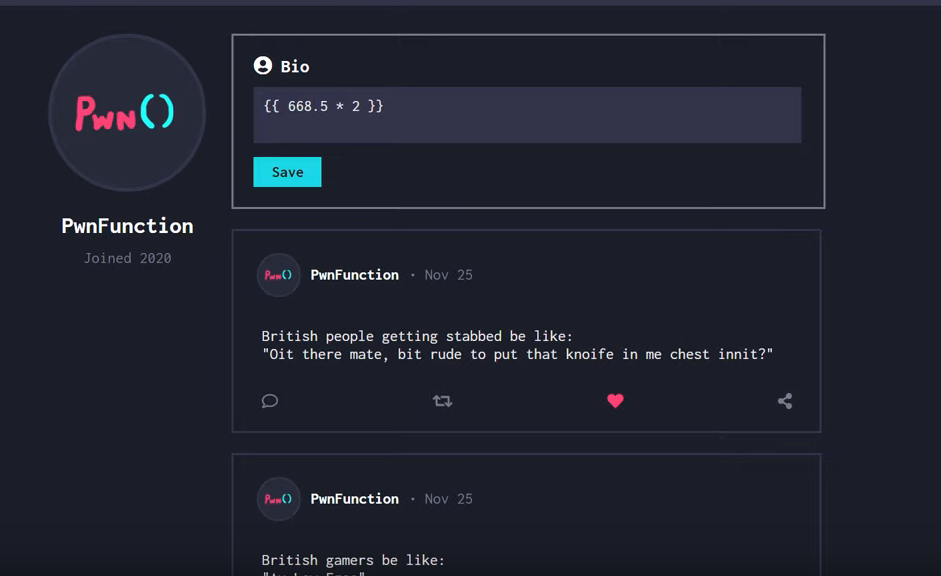 Pwn()
PwnFunction
Joined 2020
Bio
{{ 668.5 * 2 }}
Save
Pwn()
PwnFunction · Nov 25
British people getting stabbed be like:
"Oit there mate, bit rude to put that knoife in me chest innit?"
Pwn()
PwnFunction · Nov 25
British gamers be like: